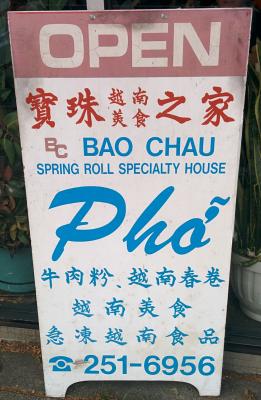 OPEN
寶珠越南美食之家
BC BAO CHAU
SPRING ROLL SPECIALTY HOUSE
Phő
牛肉粉、越南春卷
越南美食
急凍越南食品
☎251-6956